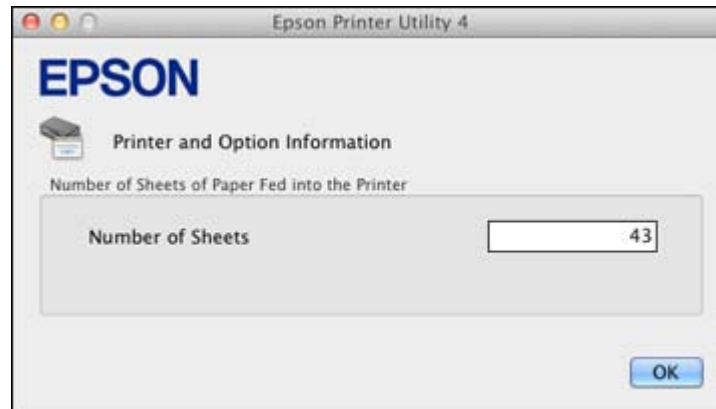 Epson Printer Utility 4
EPSON
Printer and Option Information
Number of Sheets of Paper Fed into the Printer
Number of Sheets 43
OK